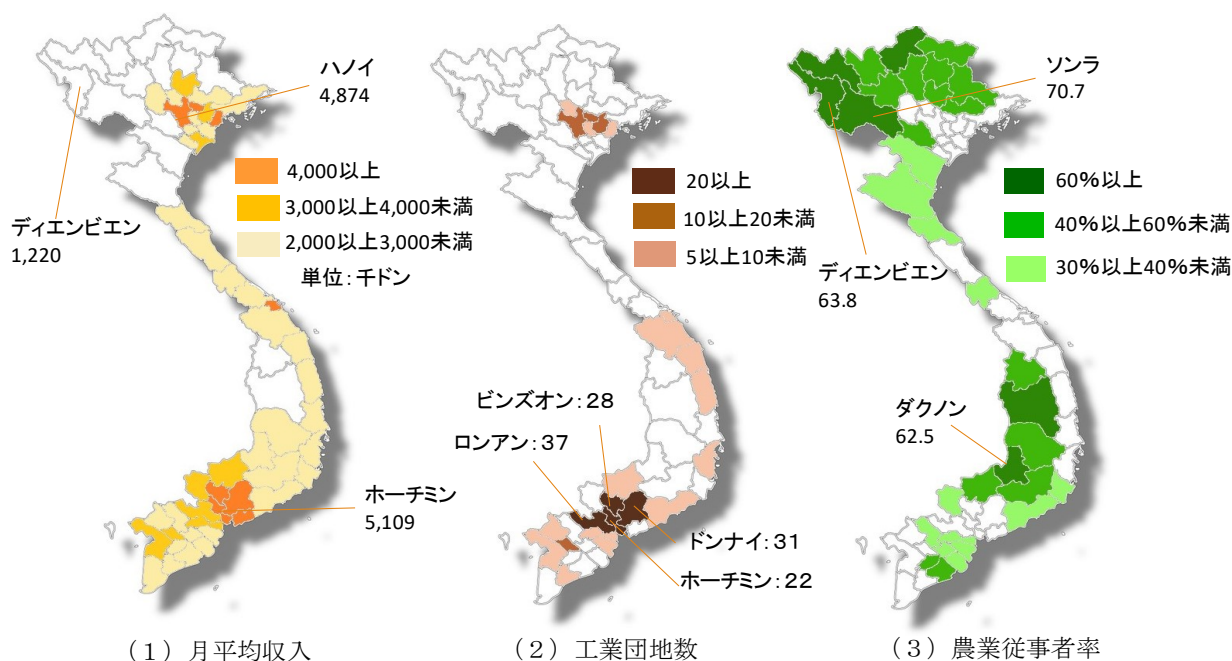 ハノイ
4,874
4,000以上
3,000以上4,000未満
2,000以上3,000未満
単位：千ドン
ディエンビエン
1,220
ホーチミン
5,109
（１）月平均収入
20以上
10以上20未満
5以上10未満
ビンズオン：28
ロンアン：37
ドンナイ：31
ホーチミン：22
（２）工業団地数
ソンラ
70.7
60％以上
40％以上60％未満
30％以上40％未満
ディエンビエン
63.8
ダクノン
62.5
（３）農業従事者率